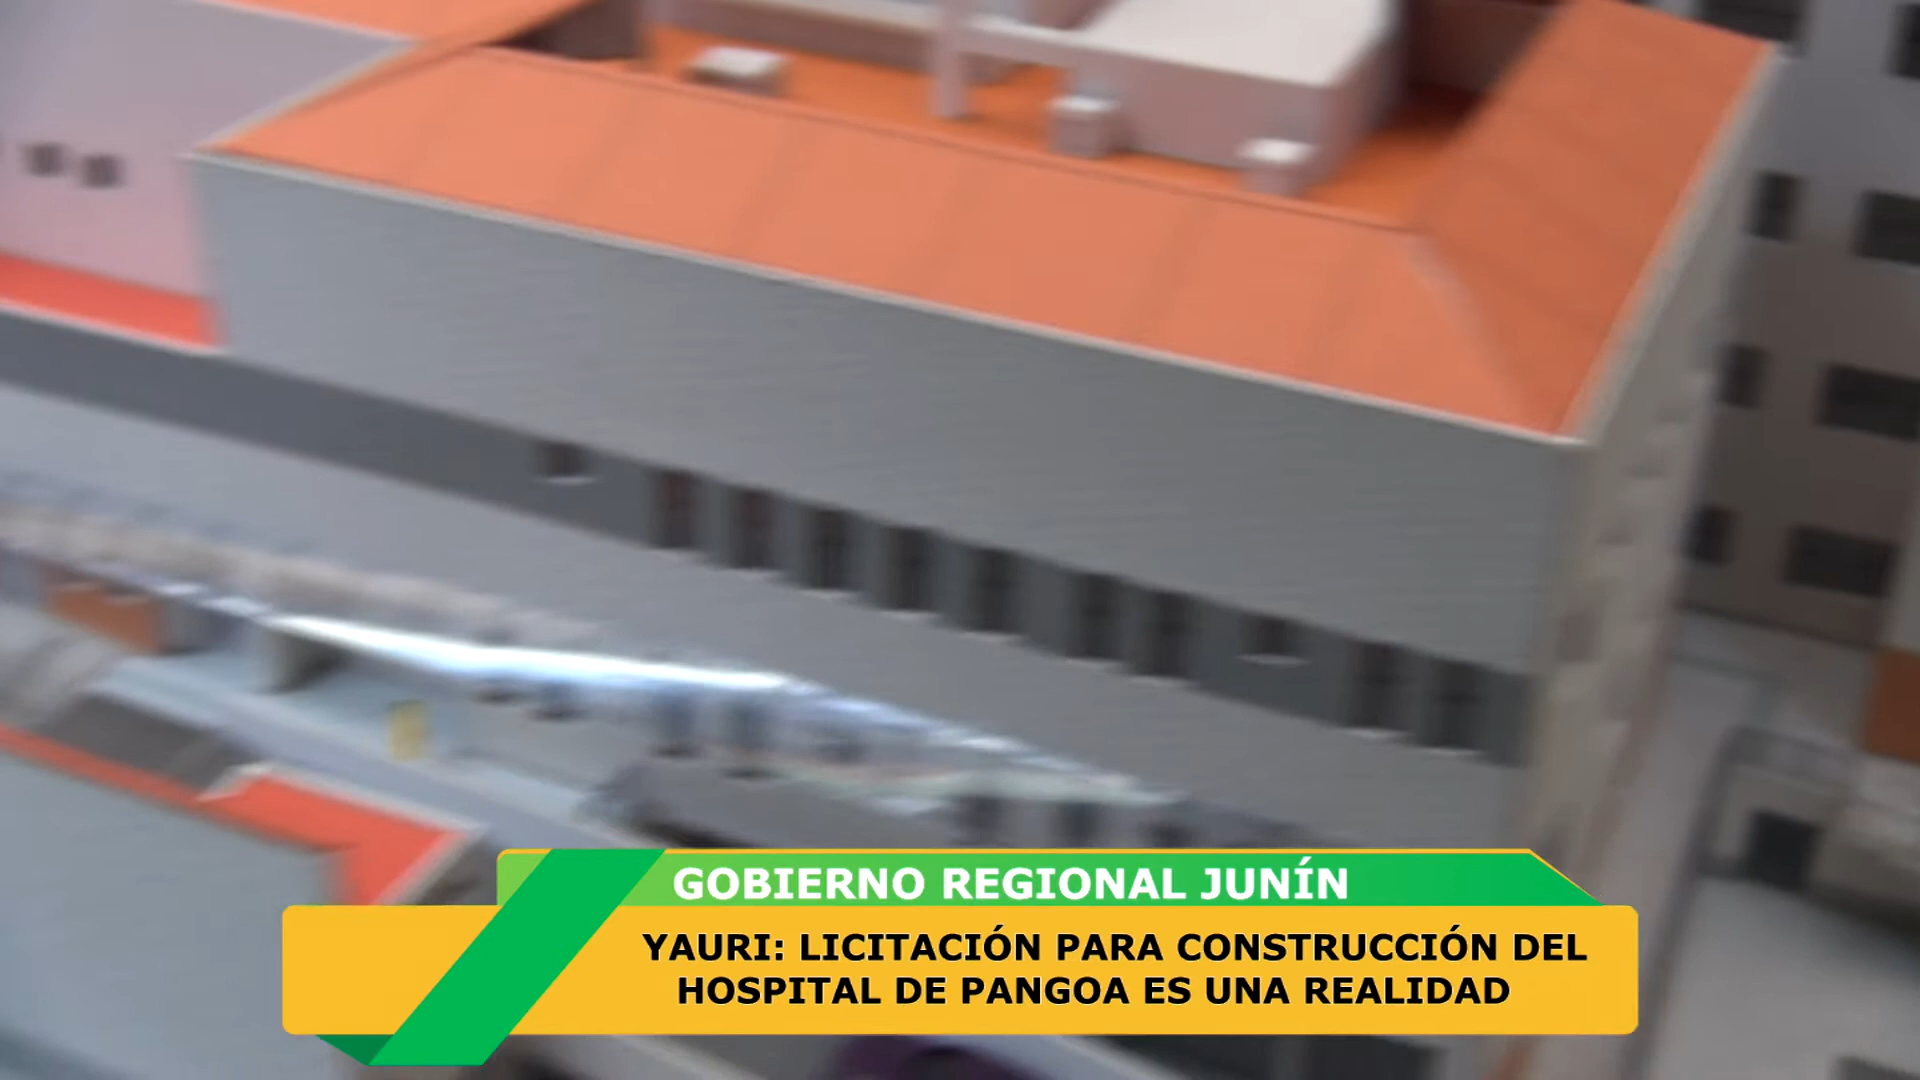 GOBIERNO REGIONAL JUNÍN
YAURI: LICITACIÓN PARA CONSTRUCCIÓN DEL
HOSPITAL DE PANGOA ES UNA REALIDAD